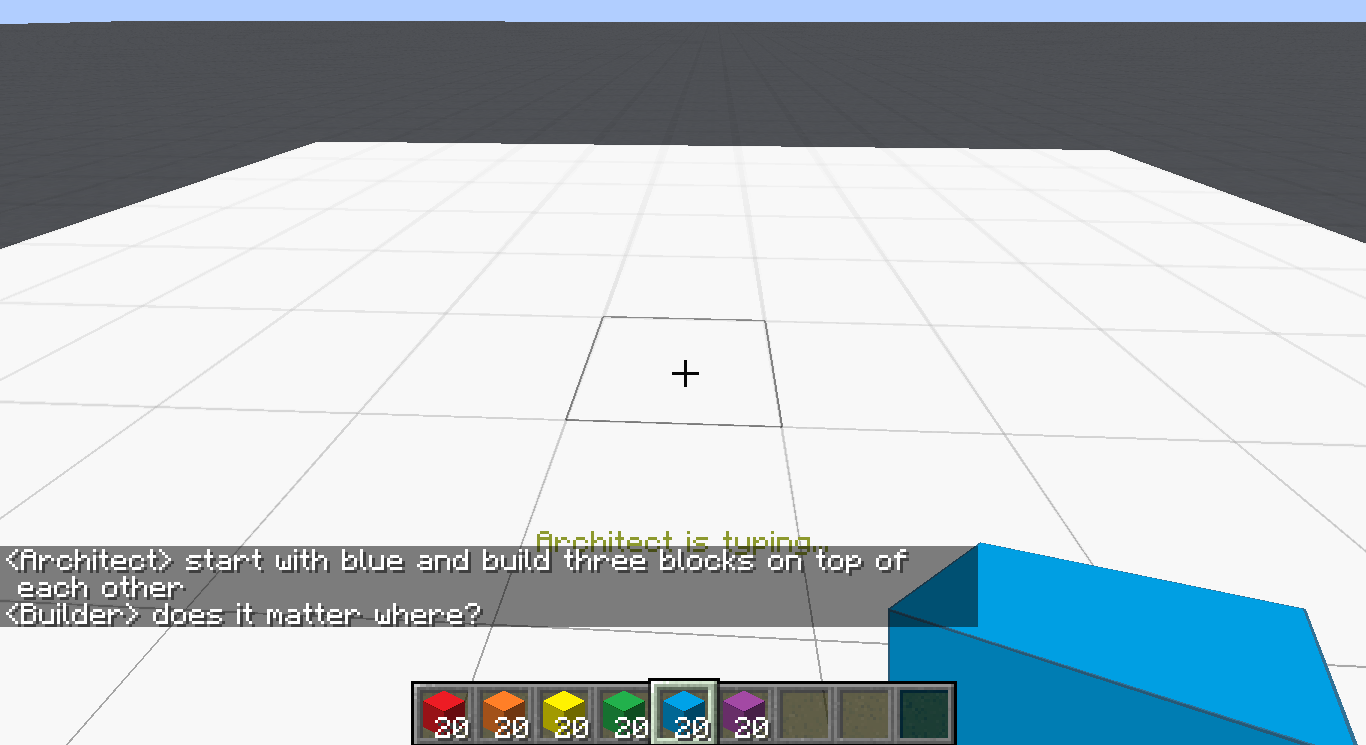 Architect is typing..
<Architect> start with blue and build three blocks on top of
each other
<Builder> does it matter where?
20 20 20 20 20 20